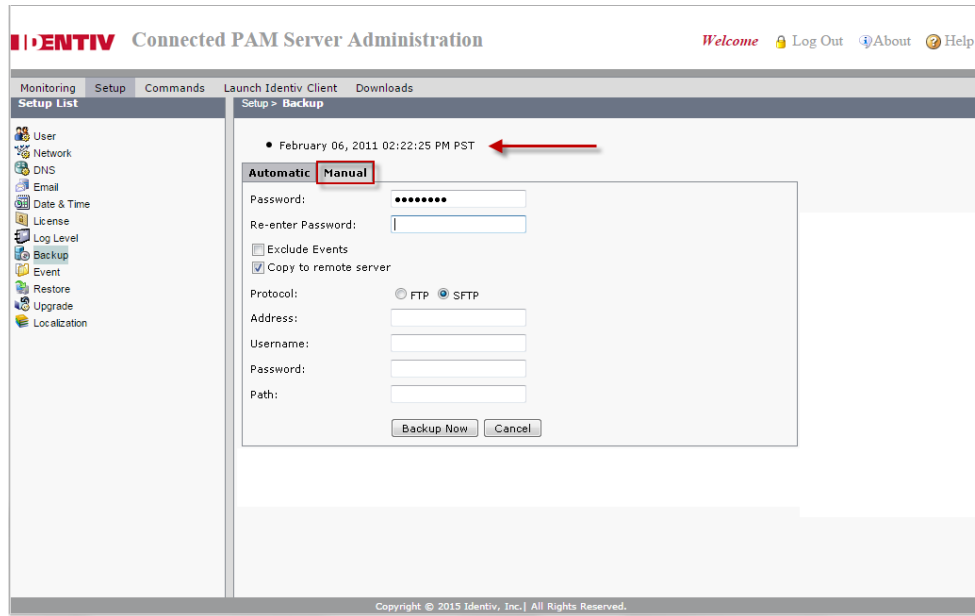 IDENTIV Connected PAM Server Administration Welcome Log Out About Help
Monitoring Setup Commands Launch Identiv Client Downloads
Setup List
User
Network
DNS
Email
Date & Time
License
Log Level
Backup
Event
Restore
Upgrade
Localization
Setup > Backup
February 06, 2011 02:22:25 PM PST
Automatic Manual
Password: ••••••••
Re-enter Password:
Exclude Events
Copy to remote server
Protocol: FTP SFTP
Address:
Username:
Password:
Path:
Backup Now Cancel
Copyright © 2015 Identiv, Inc.| All Rights Reserved.